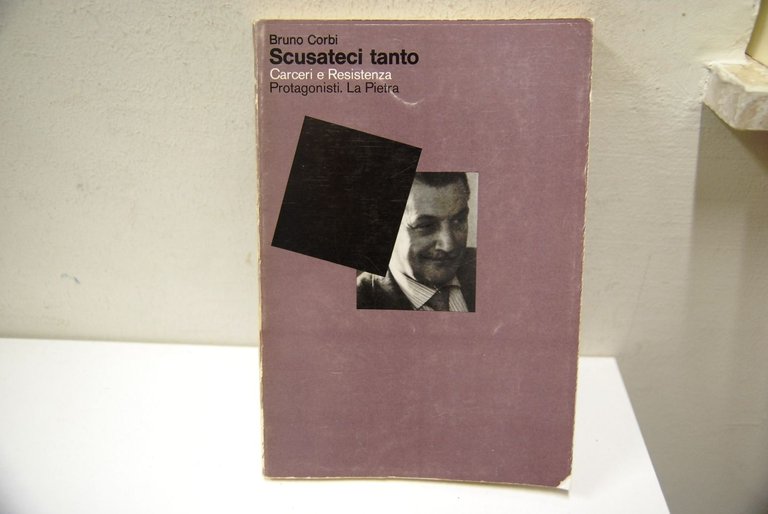 Bruno Corbi
Scusateci tanto
Carceri e Resistenza
Protagonisti. La Pietra